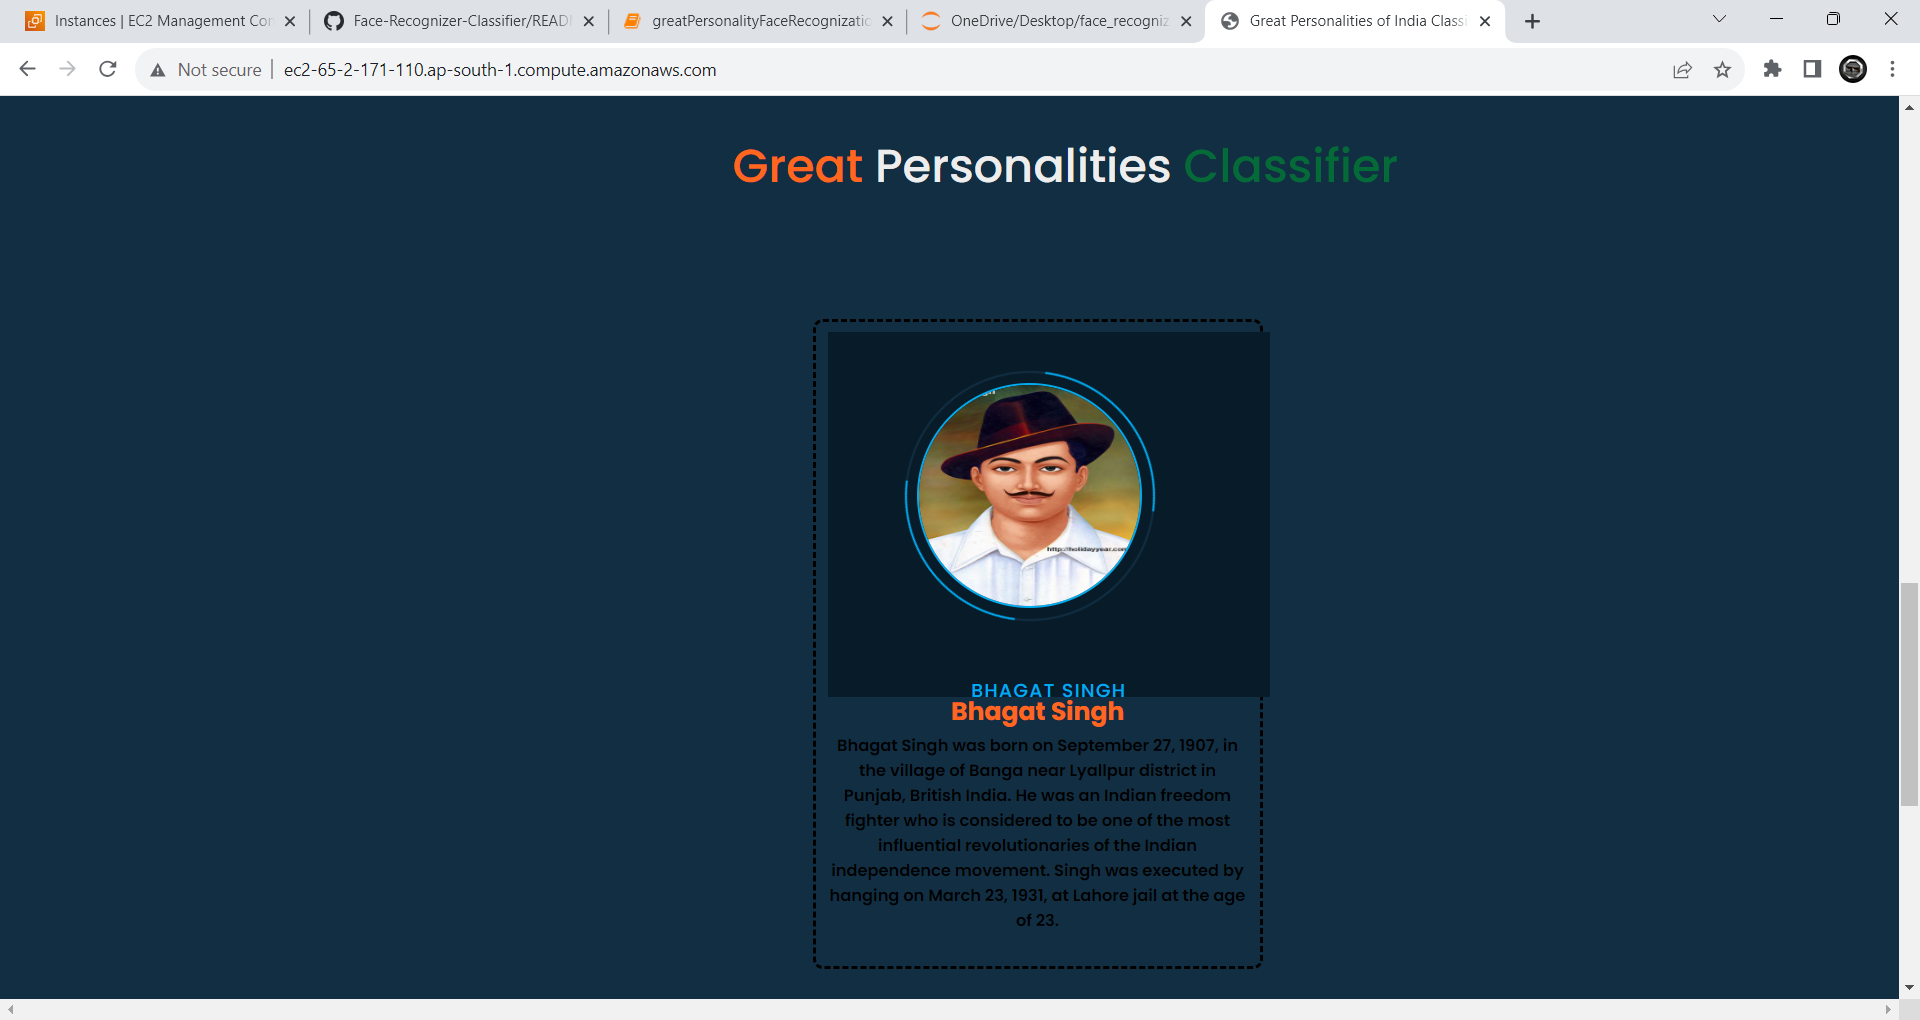 Instances | EC2 Management Con
Face-Recognizer-Classifier/READ
greatPersonalityFaceRecognizatio
OneDrive/Desktop/face_recogniz
Great Personalities of India Classi
Not secure
ec2-65-2-171-110.ap-south-1.compute.amazonaws.com
Great Personalities Classifier
http://holidayyear.com
BHAGAT SINGH
Bhagat Singh
Bhagat Singh was born on September 27, 1907, in
the village of Banga near Lyallpur district in
Punjab, British India. He was an Indian freedom
fighter who is considered to be one of the most
influential revolutionaries of the Indian
independence movement. Singh was executed by
hanging on March 23, 1931, at Lahore jail at the age
of 23.